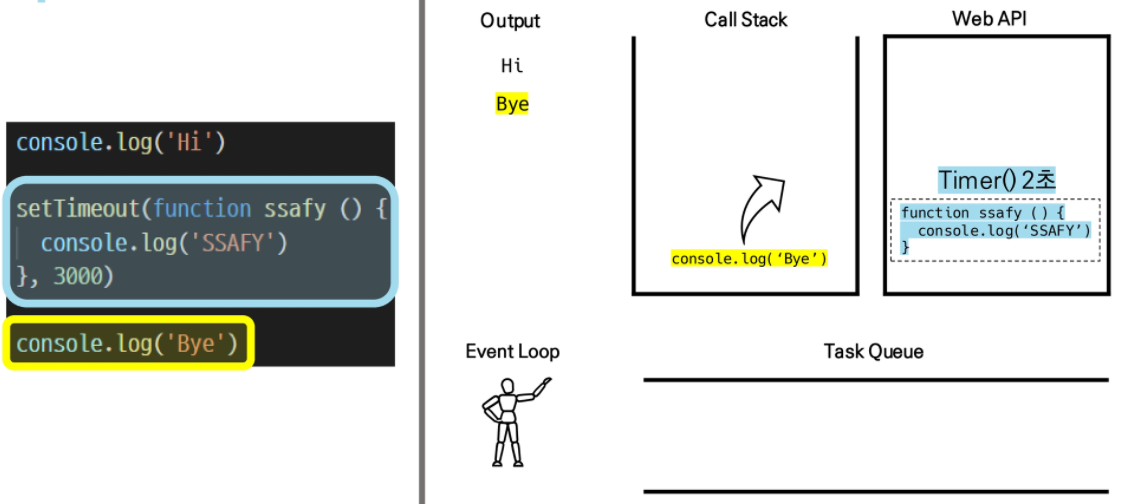 console.log('Hi')
setTimeout(function ssafy () {
  console.log('SSAFY')
}, 3000)
console.log('Bye')
Output
Hi
Bye
Call Stack
console.log(‘Bye’)
Web API
Timer() 2초
function ssafy () {
  console.log(‘SSAFY’)
}
Event Loop
Task Queue